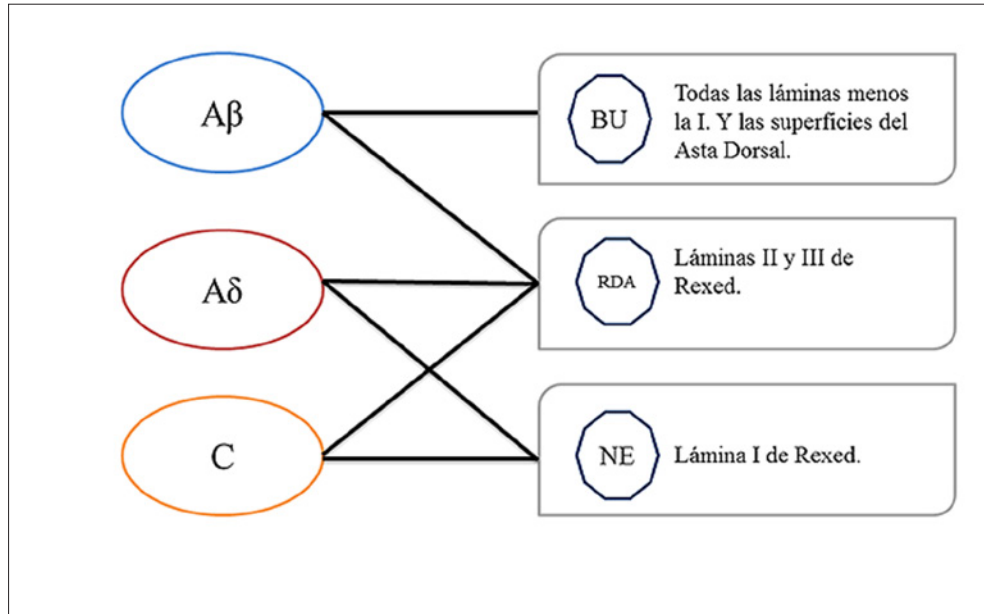 Aβ
BU
Todas las láminas menos
la I. Y las superfícies del
Asta Dorsal.
Aδ
RDA
Láminas II y III de
Rexed.
C
NE
Lámina I de Rexed.